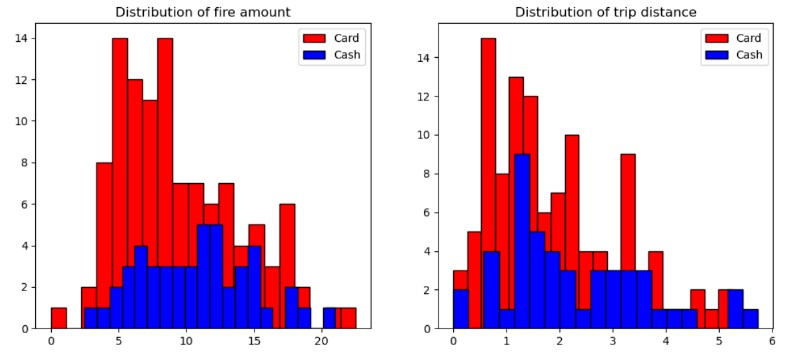 Distribution of fire amount
Card
Cash
14
12
10
8
6
4
2
0
0 5 10 15 20
Distribution of trip distance
Card
Cash
14
12
10
8
6
4
2
0
0 1 2 3 4 5 6